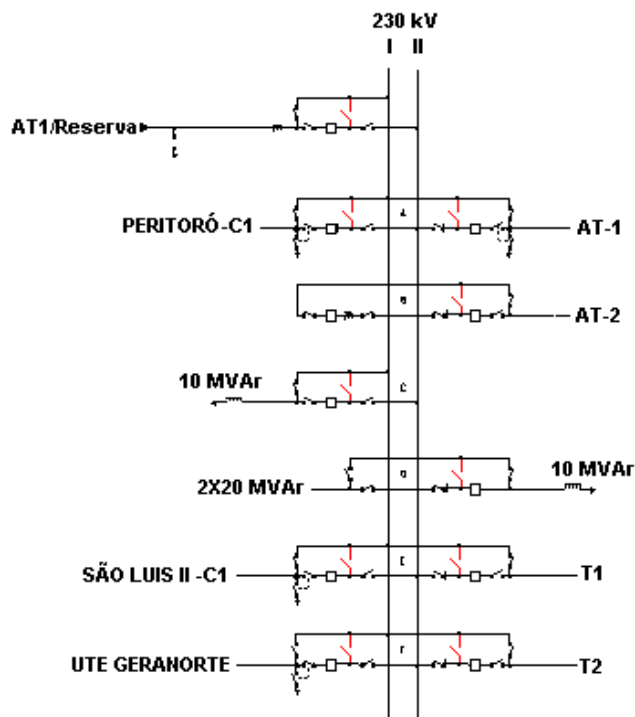 230 kV
I II
AT1/Reserva
PERITORÓ-C1
AT-1
AT-2
10 MVAr
10 MVAr
2X20 MVAr
SÃO LUIS II -C1
T1
UTE GERANORTE
T2